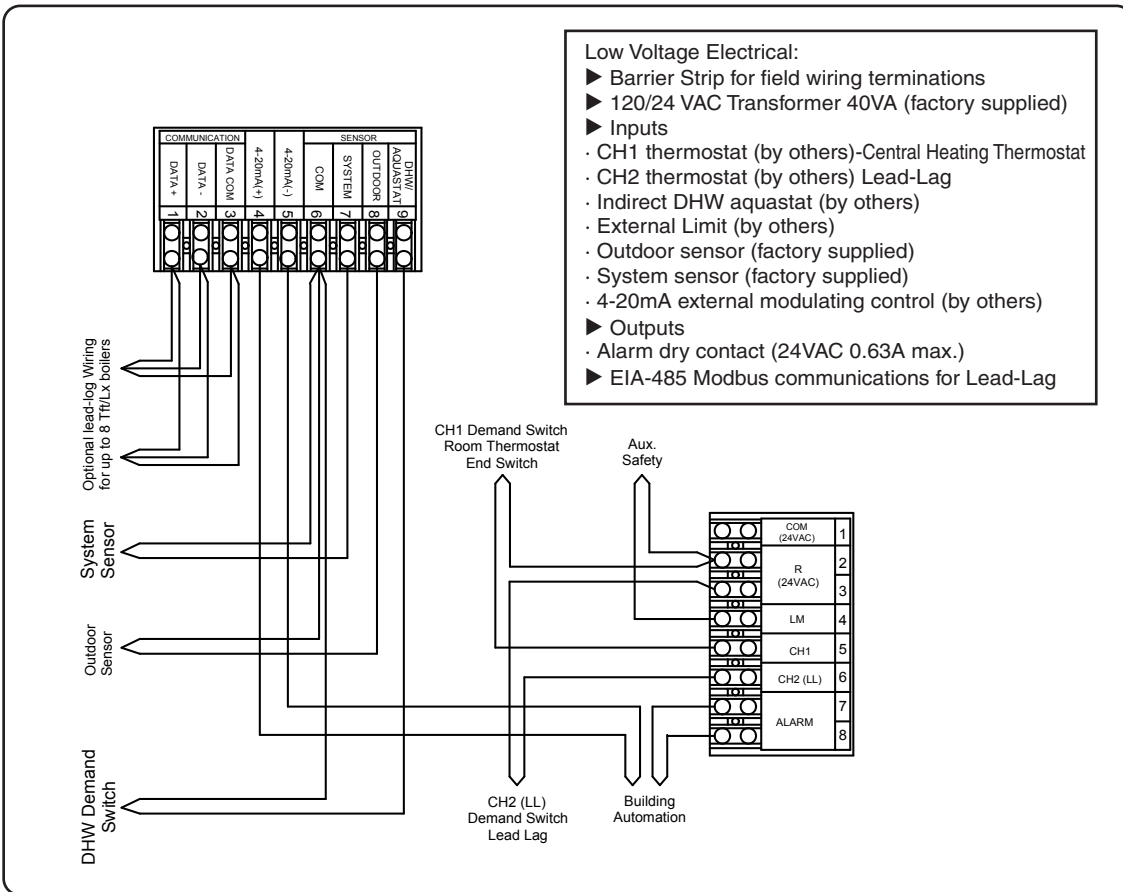 Low Voltage Electrical:
▶ Barrier Strip for field wiring terminations
▶ 120/24 VAC Transformer 40VA (factory supplied)
▶ Inputs
· CH1 thermostat (by others)-Central Heating Thermostat
· CH2 thermostat (by others) Lead-Lag
· Indirect DHW aquastat (by others)
· External Limit (by others)
· Outdoor sensor (factory supplied)
· System sensor (factory supplied)
· 4-20mA external modulating control (by others)
▶ Outputs
· Alarm dry contact (24VAC 0.63A max.)
▶ EIA-485 Modbus communications for Lead-Lag
COMMUNICATION
SENSOR
DATA +
DATA -
DATA COM
4-20mA(+)
4-20mA(-)
COM
SYSTEM
OUTDOOR
DHW/
AQUASTAT
1
2
3
4
5
6
7
8
9
Optional lead-log Wiring
for up to 8 Tft/Lx boilers
System
Sensor
Outdoor
Sensor
DHW Demand
Switch
CH1 Demand Switch
Room Thermostat
End Switch
Aux.
Safety
COM
(24VAC)
1
R
(24VAC)
2
3
LM
4
CH1
5
CH2 (LL)
6
ALARM
7
8
CH2 (LL)
Demand Switch
Lead Lag
Building
Automation